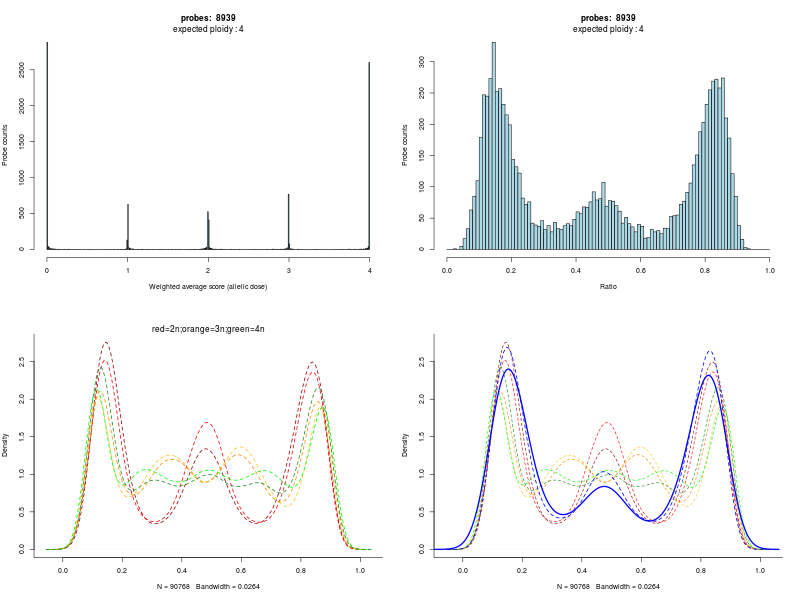 probes: 8939
expected ploidy : 4
Probe counts
2500
2000
1500
1000
500
0
0 1 2 3 4
Weighted average score (allelic dose)
probes: 8939
expected ploidy : 4
Probe counts
300
250
200
150
100
50
0
0.0 0.2 0.4 0.6 0.8 1.0
Ratio
red=2n;orange=3n;green=4n
Density
2.5
2.0
1.5
1.0
0.5
0.0
0.0 0.2 0.4 0.6 0.8 1.0
N = 90768 Bandwidth = 0.0264
Density
2.5
2.0
1.5
1.0
0.5
0.0
0.0 0.2 0.4 0.6 0.8 1.0
N = 90768 Bandwidth = 0.0264